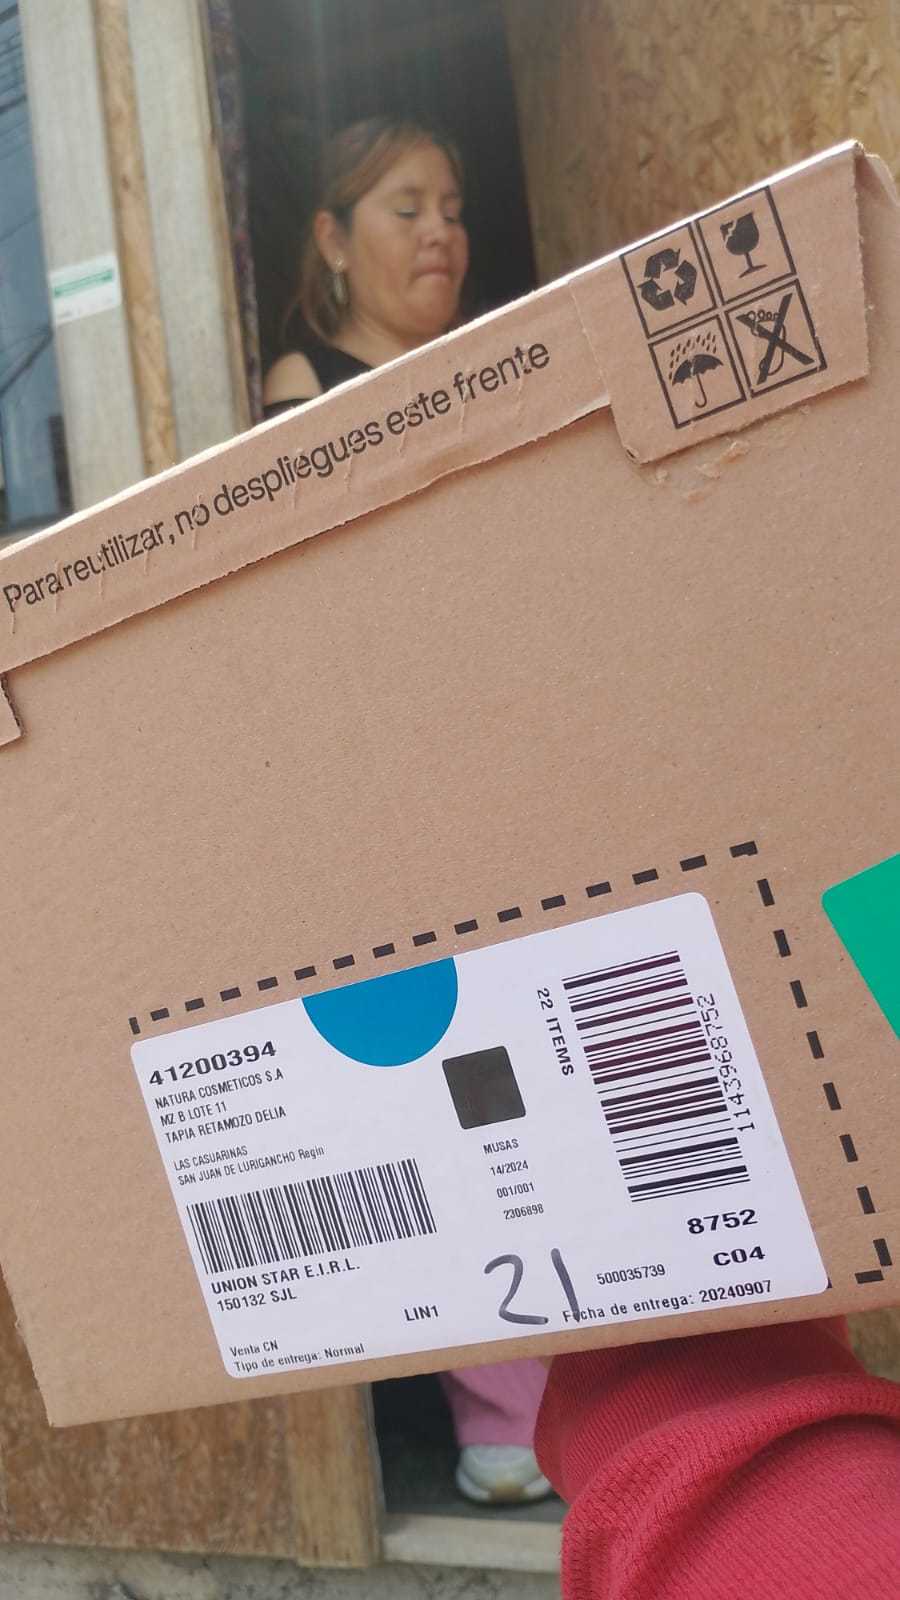 Para reutilizar, no despliegues este frente
41200394
NATURA COSMETICOS S.A
MZ B LOTE 11
TAPIA RETAMOZO DELIA
LAS CASUARINAS
SAN JUAN DE LURIGANCHO Regin
UNION STAR E.I.R.L.
150132 SJL
LIN1
Venta CN
Tipo de entrega: Normal
MUSAS
14/2024
001/001
2306898
21
22 ITEMS
1143968752
8752
C04
500035739
Fecha de entrega: 20240907